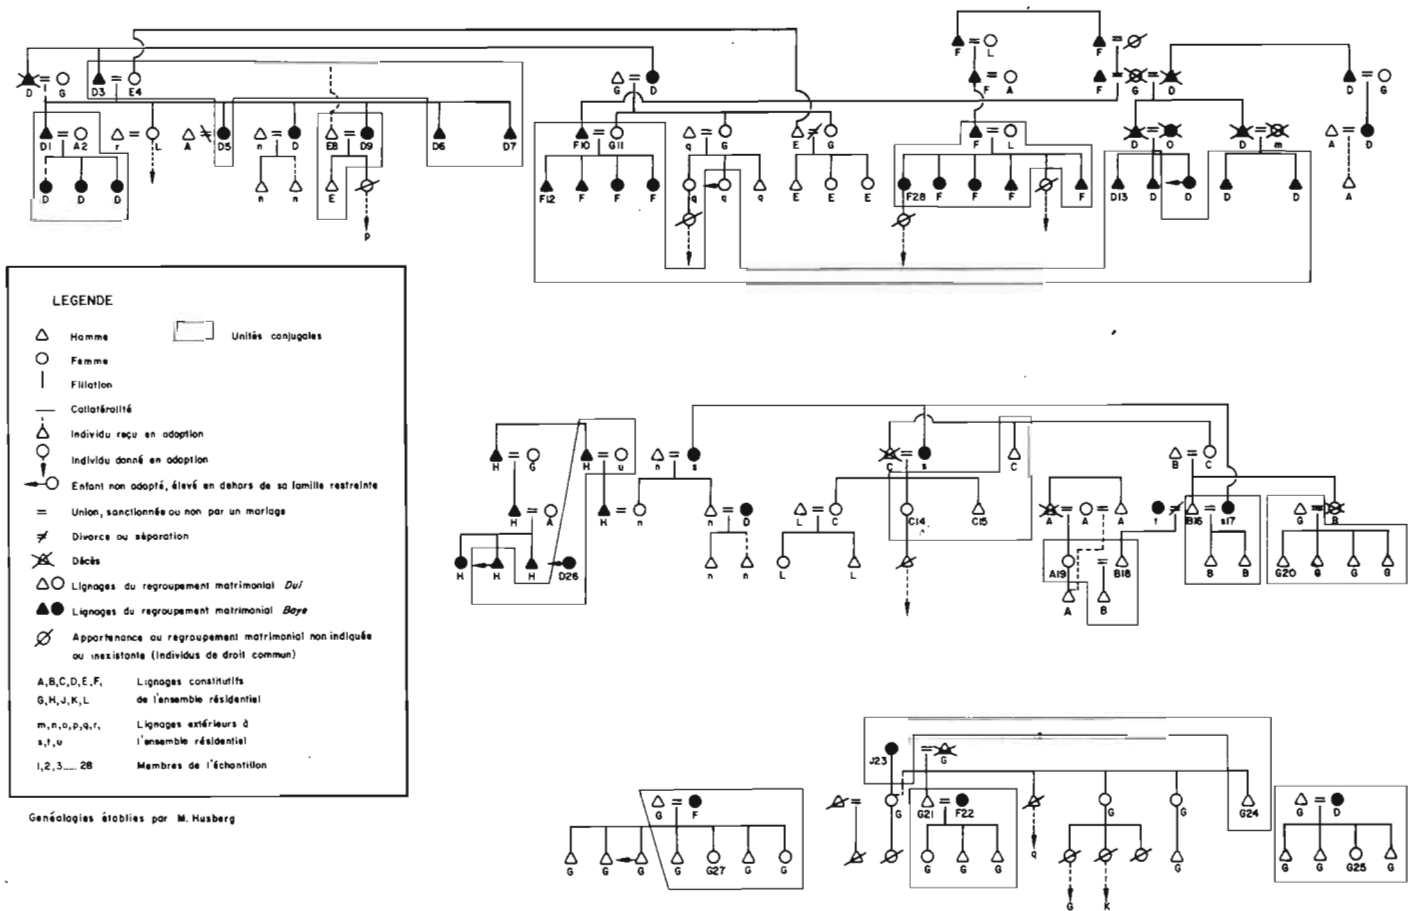 F L F
D G D3 E4 G D F A F G D D G
D1 A2 r L A D5 n D E8 D9 D6 D7 F10 G11 q G E G F L D O D m A D
D D D n n E p F12 F F F q q q E E E F28 F F F F D13 D D D D A
LEGENDE
Homme Unités conjugales
Femme
Filiation
Collatéralité
Individu reçu en adoption
Individu donné en adoption
Enfant non adopté, élevé en dehors de sa famille restreinte
= Union, sanctionnée ou non par un mariage
≠ Divorce ou séparation
Décès
Lignages du regroupement matrimonial Dui
Lignages du regroupement matrimonial Baye
Appartenance au regroupement matrimonial non indiquée
ou inexistante (Individus de droit commun)
A,B,C,D,E,F, Lignages constitutifs
G,H,J,K,L de l'ensemble résidentiel
m,n,o,p,q,r, Lignages extérieurs à
s,t,u l'ensemble résidentiel
1,2,3..... 28 Membres de l'échantillon
Généalogies établies par M. Husberg
H G H u n s C s C B C
H A H n n D L C C14 C15 A A A t B16 s17 G B
H H H D26 n n L L A19 B18 B B G20 G G G
A B
J23 G
G F G G21 F22 G G G24 G D
G G G G G27 G G G G G q G G G G25 G
G K